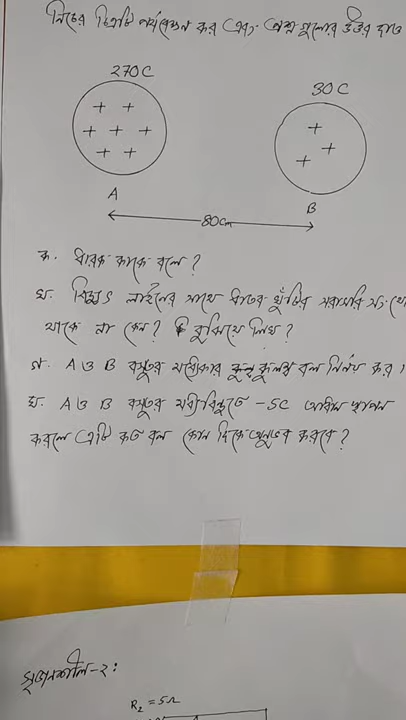 নিচের চিত্রটি পর্যবেক্ষণ কর এবং প্রশ্নগুলোর উত্তর দাও
270C
30C
A
B
80cm
ক. ধারক কাকে বলে?
খ. বিদ্যুৎ লাইনের সাথে ধাতব খুঁটির সরাসরি সংযো
থাকে না কেন? বুঝিয়ে লিখ?
গ. A ও B বস্তুর মধ্যেকার কুলম্ব বল নির্ণয় কর।
ঘ. A ও B বস্তুর মধ্যবিন্দুতে -5C আধান স্থাপন
করলে এটি কত বল কোন দিকে অনুভব করবে?
সৃজনশীল-২:
R₂ = 5Ω